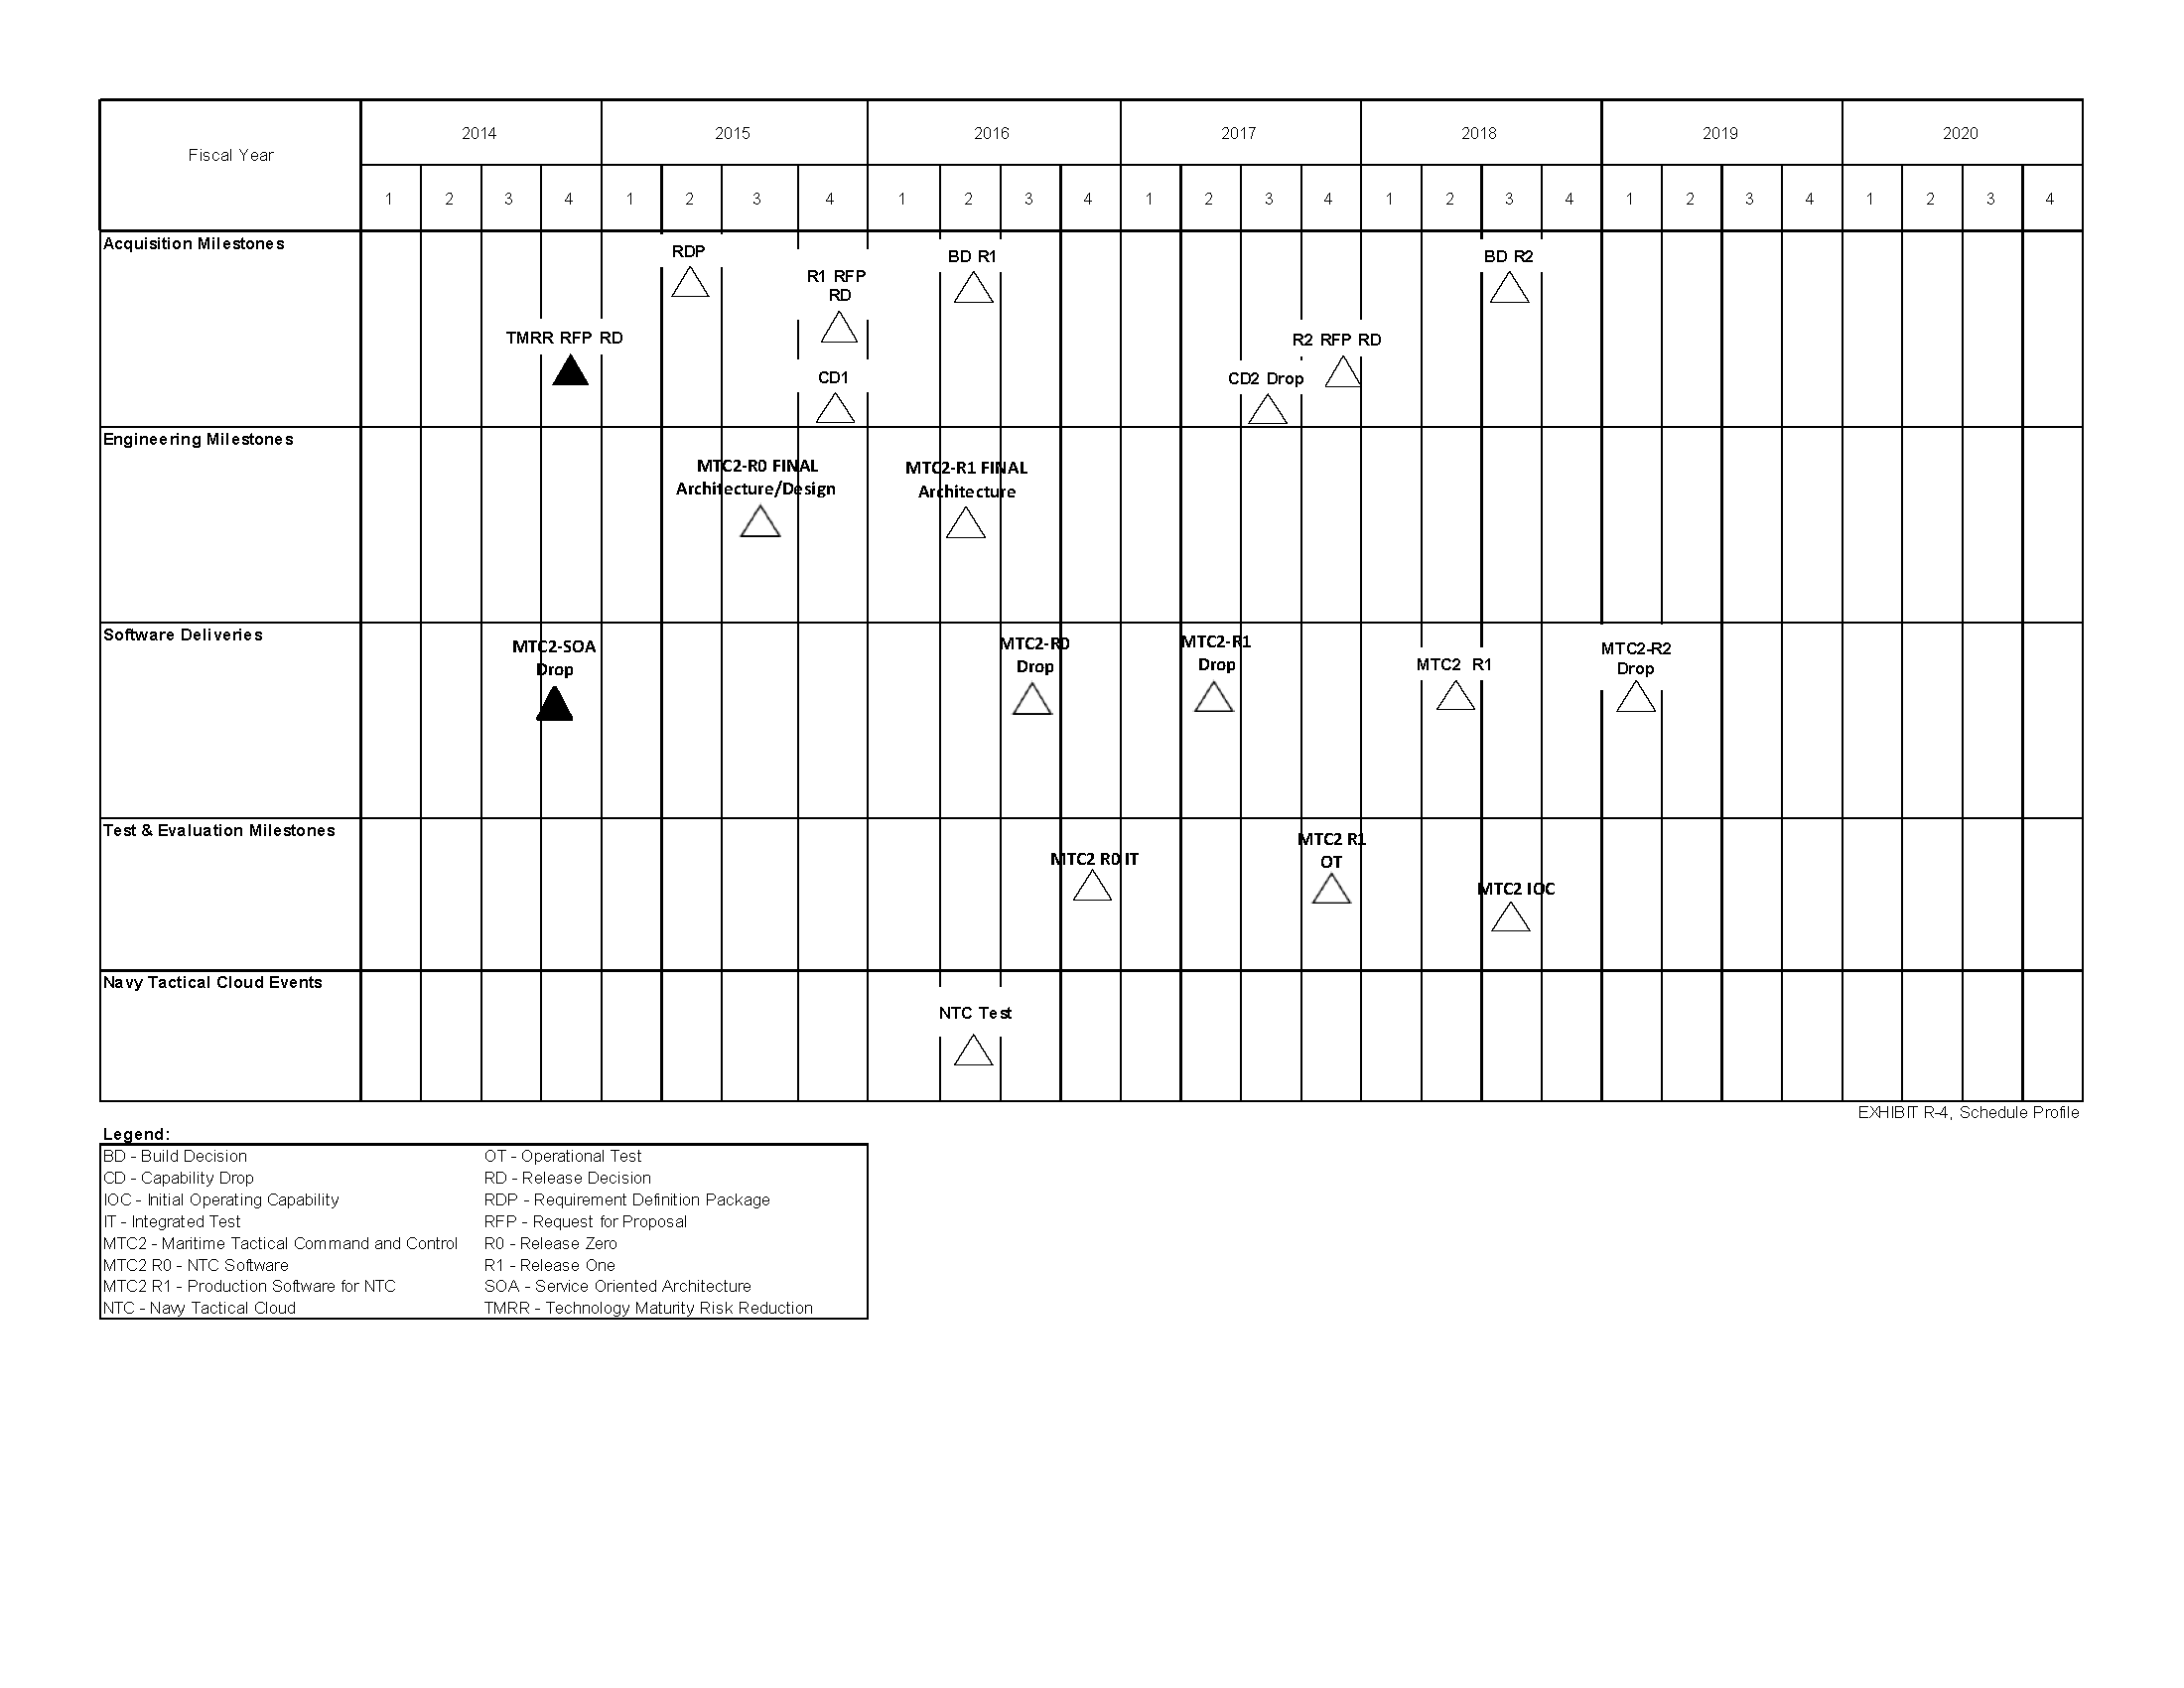 Fiscal Year
2014 2015 2016 2017 2018 2019 2020
1 2 3 4 1 2 3 4 1 2 3 4 1 2 3 4 1 2 3 4 1 2 3 4 1 2 3 4
Acquisition Milestones
RDP
BD R1
BD R2
R1 RFP
RD
TMRR RFP RD
R2 RFP RD
CD1
CD2 Drop
Engineering Milestones
MTC2-R0 FINAL
Architecture/Design
MTC2-R1 FINAL
Architecture
Software Deliveries
MTC2-SOA
Drop
MTC2-R0
Drop
MTC2-R1
Drop
MTC2 R1
MTC2-R2
Drop
Test & Evaluation Milestones
MTC2 R0 IT
MTC2 R1
OT
MTC2 IOC
Navy Tactical Cloud Events
NTC Test
EXHIBIT R-4, Schedule Profile
Legend:
BD - Build Decision
CD - Capability Drop
IOC - Initial Operating Capability
IT - Integrated Test
MTC2 - Maritime Tactical Command and Control
MTC2 R0 - NTC Software
MTC2 R1 - Production Software for NTC
NTC - Navy Tactical Cloud
OT - Operational Test
RD - Release Decision
RDP - Requirement Definition Package
RFP - Request for Proposal
R0 - Release Zero
R1 - Release One
SOA - Service Oriented Architecture
TMRR - Technology Maturity Risk Reduction